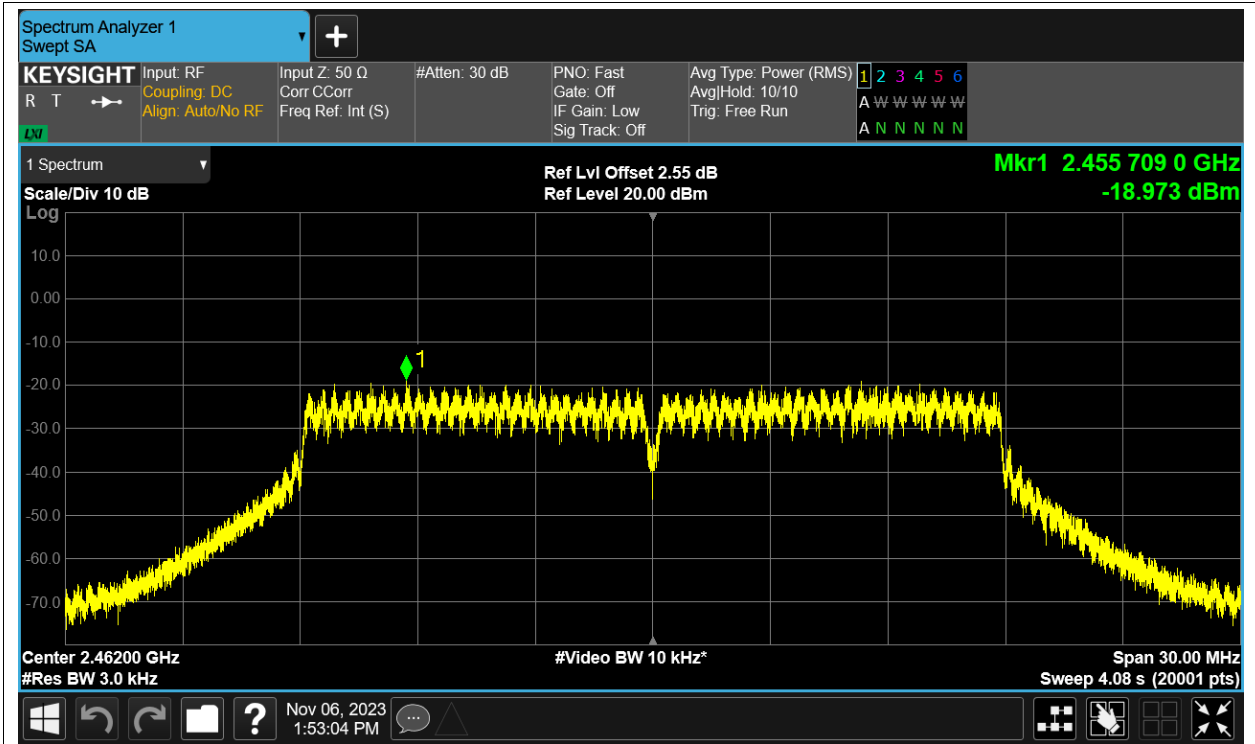 Spectrum Analyzer 1
Swept SA
KEYSIGHT
R T
LXI
Input: RF
Coupling: DC
Align: Auto/No RF
Input Z: 50 Ω
Corr CCorr
Freq Ref: Int (S)
#Atten: 30 dB
PNO: Fast
Gate: Off
IF Gain: Low
Sig Track: Off
Avg Type: Power (RMS)
Avg|Hold: 10/10
Trig: Free Run
1 2 3 4 5 6
A W W W W W
A N N N N N
1 Spectrum
Scale/Div 10 dB
Log
Ref Lvl Offset 2.55 dB
Ref Level 20.00 dBm
Mkr1 2.455 709 0 GHz
-18.973 dBm
10.0
0.00
-10.0
1
-20.0
-30.0
-40.0
-50.0
-60.0
-70.0
Center 2.46200 GHz
#Res BW 3.0 kHz
#Video BW 10 kHz*
Span 30.00 MHz
Sweep 4.08 s (20001 pts)
?
Nov 06, 2023
1:53:04 PM